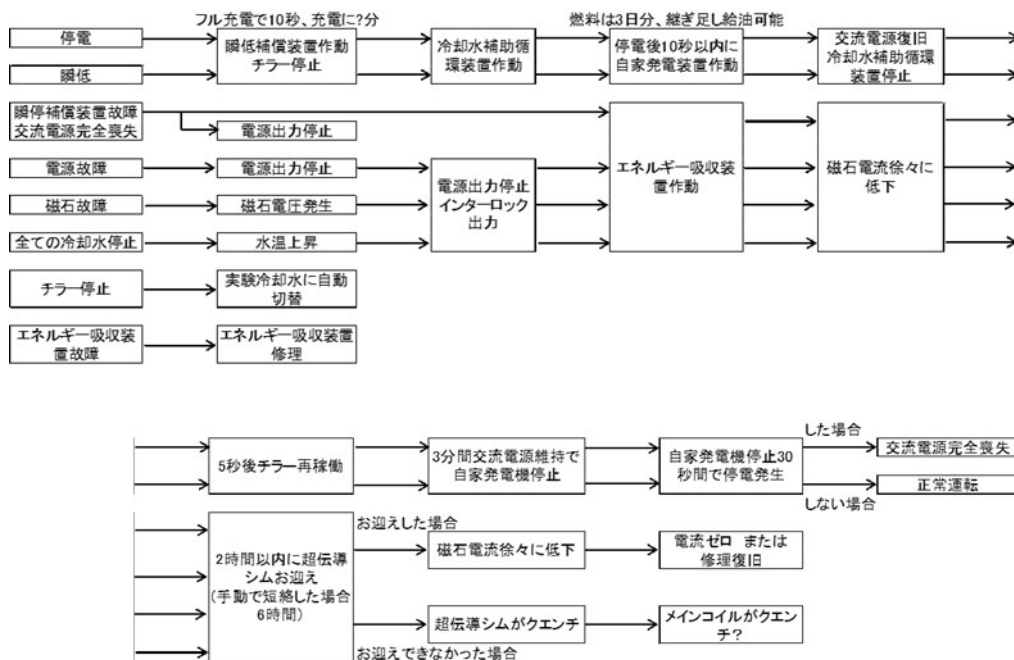 フル充電で10秒、充電に?分
燃料は3日分、継ぎ足し給油可能
停電
瞬低補償装置作動
チラー停止
冷却水補助循
環装置作動
停電後10秒以内に
自家発電装置作動
交流電源復旧
冷却水補助循環
装置停止
瞬低
瞬停補償装置故障
交流電源完全喪失
電源出力停止
電源故障
電源出力停止
電源出力停止
インターロック
出力
エネルギー吸収装
置作動
磁石電流徐々に
低下
磁石故障
磁石電圧発生
全ての冷却水停止
水温上昇
チラー停止
実験冷却水に自動
切替
エネルギー吸収装
置故障
エネルギー吸収装置
修理
5秒後チラー再稼働
3分間交流電源維持で
自家発電機停止
自家発電機停止30
秒間で停電発生
した場合
交流電源完全喪失
正常運転
しない場合
2時間以内に超伝導
シムお迎え
(手動で短絡した場合
6時間)
お迎えした場合
磁石電流徐々に低下
電流ゼロ または
修理復旧
超伝導シムがクエンチ
メインコイルがクエン
チ?
お迎えできなかった場合